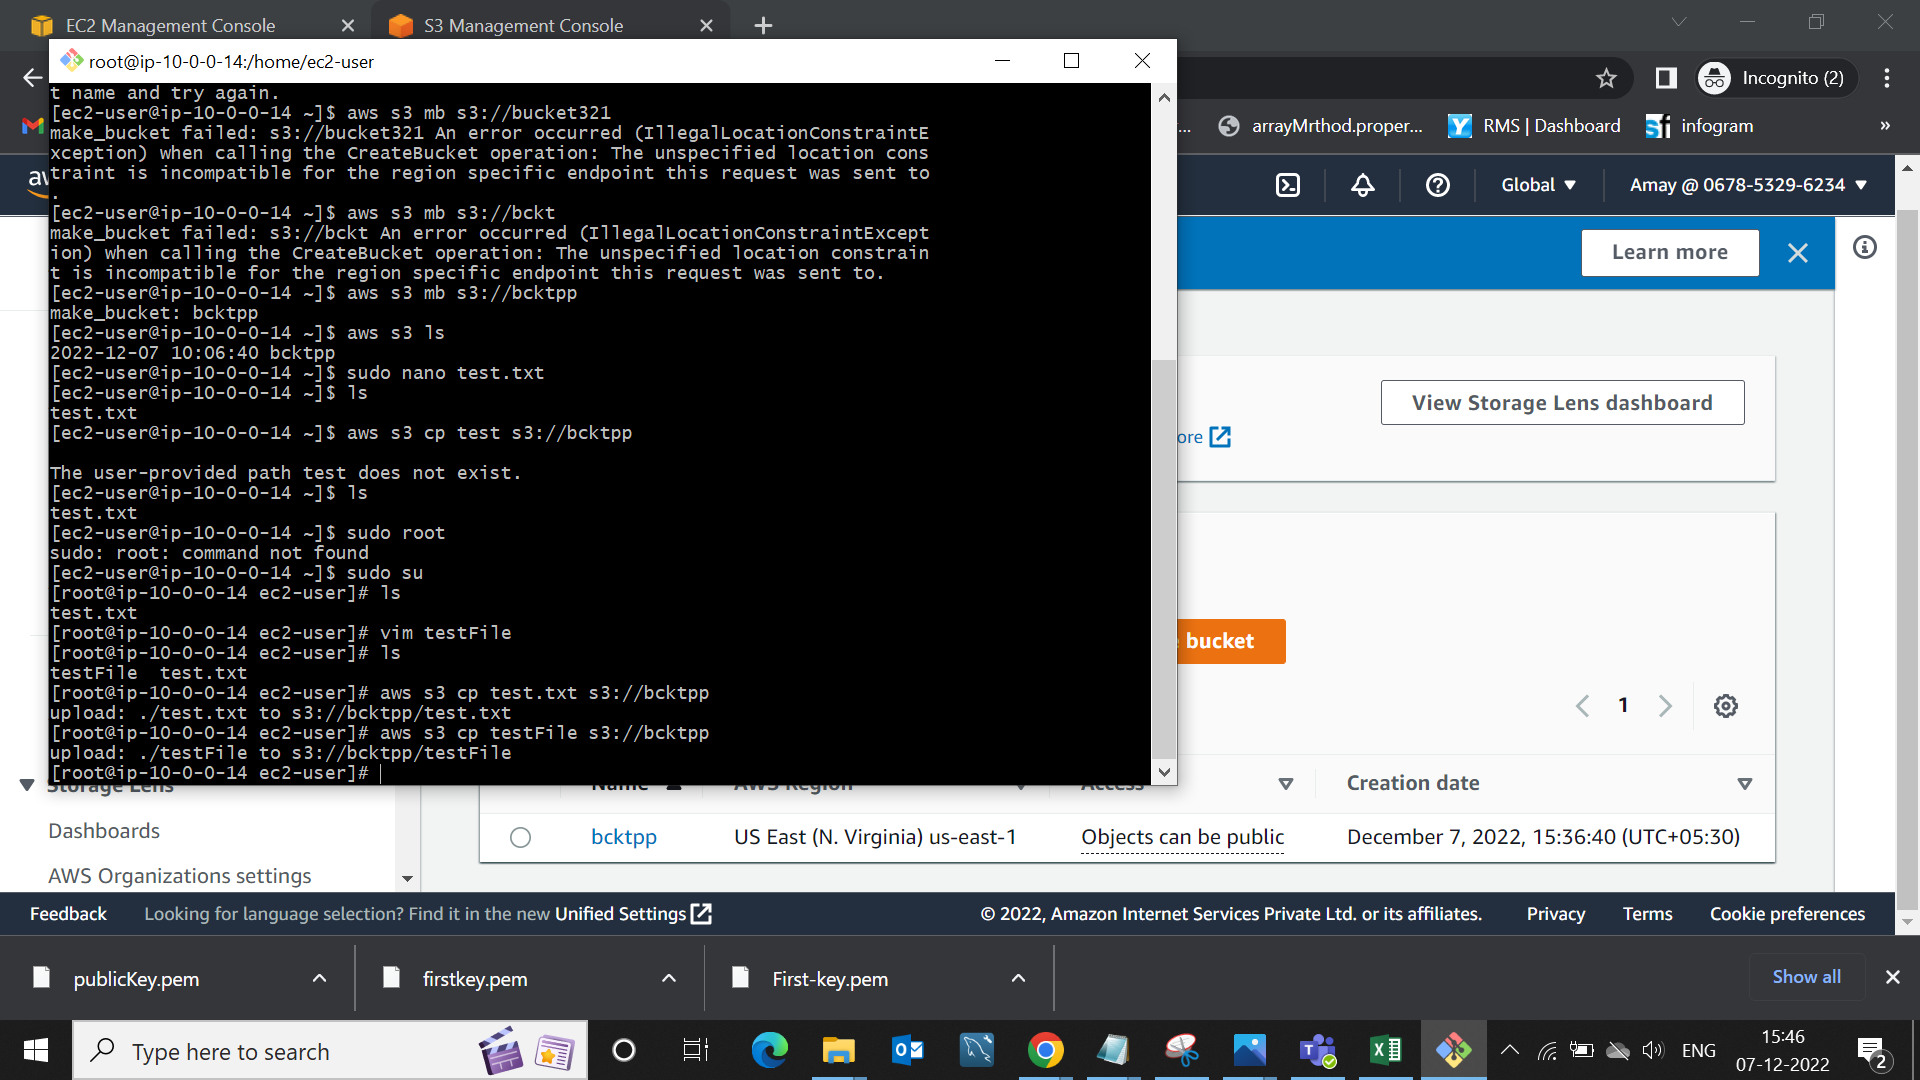 EC2 Management Console
S3 Management Console
root@ip-10-0-0-14:/home/ec2-user
Incognito (2)
arrayMrthod.proper...
RMS | Dashboard
infogram
»
t name and try again.
[ec2-user@ip-10-0-0-14 ~]$ aws s3 mb s3://bucket321
make_bucket failed: s3://bucket321 An error occurred (IllegalLocationConstraintE
xception) when calling the CreateBucket operation: The unspecified location cons
traint is incompatible for the region specific endpoint this request was sent to
.
[ec2-user@ip-10-0-0-14 ~]$ aws s3 mb s3://bckt
make_bucket failed: s3://bckt An error occurred (IllegalLocationConstraintExcept
ion) when calling the CreateBucket operation: The unspecified location constrain
t is incompatible for the region specific endpoint this request was sent to.
[ec2-user@ip-10-0-0-14 ~]$ aws s3 mb s3://bcktpp
make_bucket: bcktpp
[ec2-user@ip-10-0-0-14 ~]$ aws s3 ls
2022-12-07 10:06:40 bcktpp
[ec2-user@ip-10-0-0-14 ~]$ sudo nano test.txt
[ec2-user@ip-10-0-0-14 ~]$ ls
test.txt
[ec2-user@ip-10-0-0-14 ~]$ aws s3 cp test s3://bcktpp
The user-provided path test does not exist.
[ec2-user@ip-10-0-0-14 ~]$ ls
test.txt
[ec2-user@ip-10-0-0-14 ~]$ sudo root
sudo: root: command not found
[ec2-user@ip-10-0-0-14 ~]$ sudo su
[root@ip-10-0-0-14 ec2-user]# ls
test.txt
[root@ip-10-0-0-14 ec2-user]# vim testFile
[root@ip-10-0-0-14 ec2-user]# ls
testFile  test.txt
[root@ip-10-0-0-14 ec2-user]# aws s3 cp test.txt s3://bcktpp
upload: ./test.txt to s3://bcktpp/test.txt
[root@ip-10-0-0-14 ec2-user]# aws s3 cp testFile s3://bcktpp
upload: ./testFile to s3://bcktpp/testFile
[root@ip-10-0-0-14 ec2-user]#
Global
Amay @ 0678-5329-6234
Learn more
View Storage Lens dashboard
ore
bucket
1
Storage Lens
Dashboards
AWS Organizations settings
Name
AWS Region
Access
Creation date
bcktpp
US East (N. Virginia) us-east-1
Objects can be public
December 7, 2022, 15:36:40 (UTC+05:30)
Feedback
Looking for language selection? Find it in the new Unified Settings
© 2022, Amazon Internet Services Private Ltd. or its affiliates.
Privacy
Terms
Cookie preferences
publicKey.pem
firstkey.pem
First-key.pem
Show all
Type here to search
ENG
15:46
07-12-2022
2